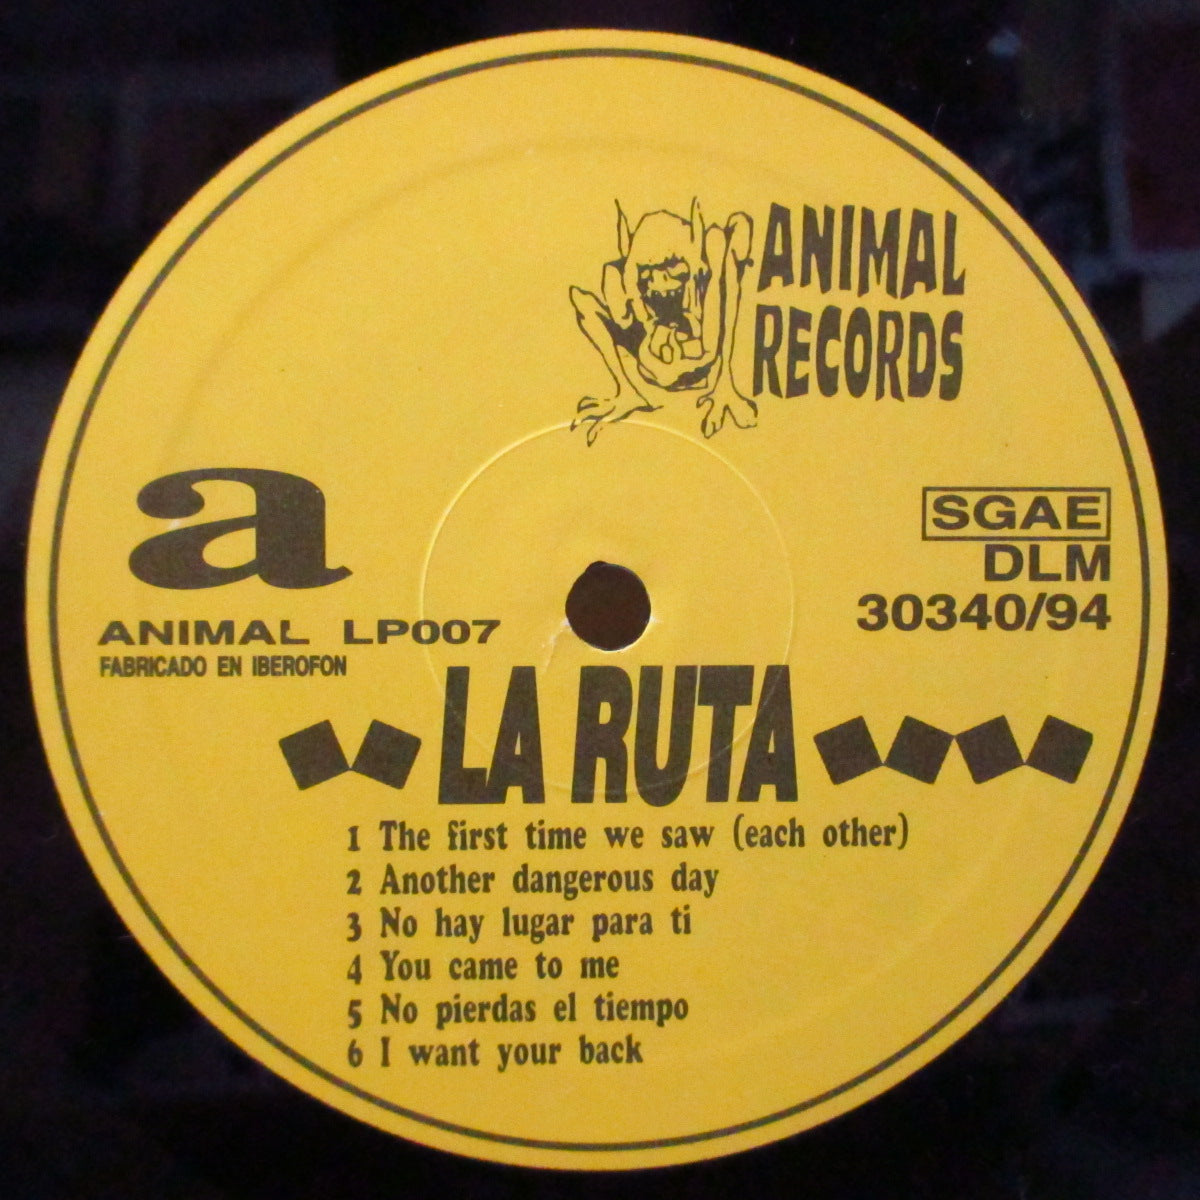 ANIMAL
RECORDS
a
SGAE
DLM
30340/94
ANIMAL LP007
FABRICADO EN IBEROFON
LA RUTA
1 The first time we saw (each other)
2 Another dangerous day
3 No hay lugar para ti
4 You came to me
5 No pierdas el tiempo
6 I want your back